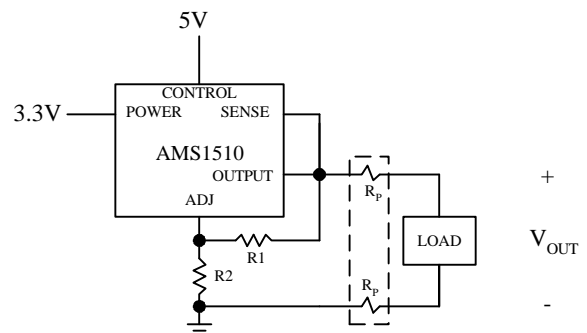 5V
CONTROL
3.3V POWER SENSE
AMS1510
OUTPUT
ADJ
R1
R2
R_P
R_P
LOAD
+
V_OUT
-